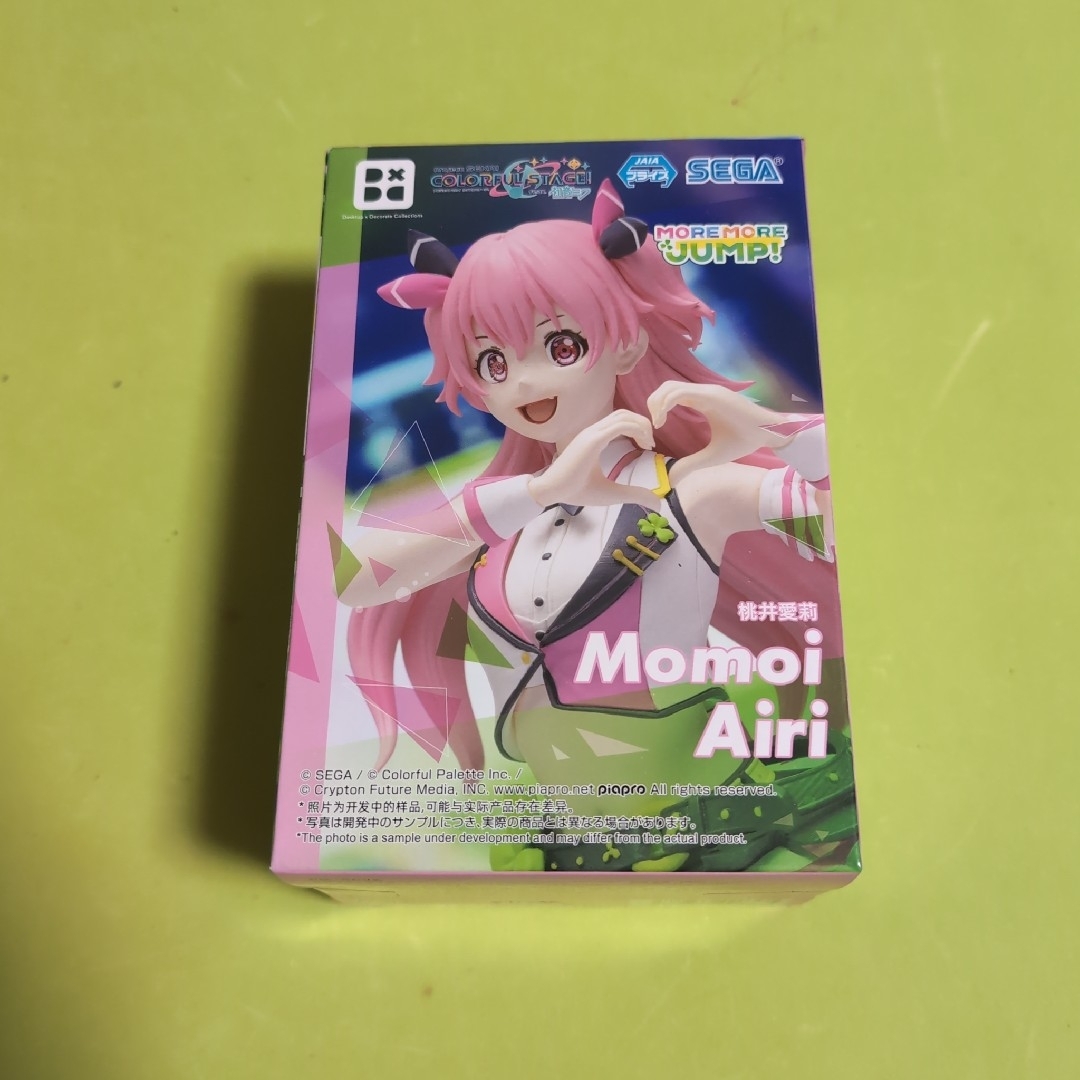 D×D
Desktop × Decorate Collections
COLORFUL STAGE!
初音ミク
JAIA
プライズ
SEGA®
MORE MORE
JUMP!
桃井愛莉
Momoi
Airi
© SEGA / © Colorful Palette Inc. /
© Crypton Future Media, INC. www.piapro.net piapro All rights reserved.
*照片为开发中的样品,可能与实际产品存在差异。
*写真は開発中のサンプルにつき、実際の商品とは異なる場合があります。
*The photo is a sample under development and may differ from the actual product.